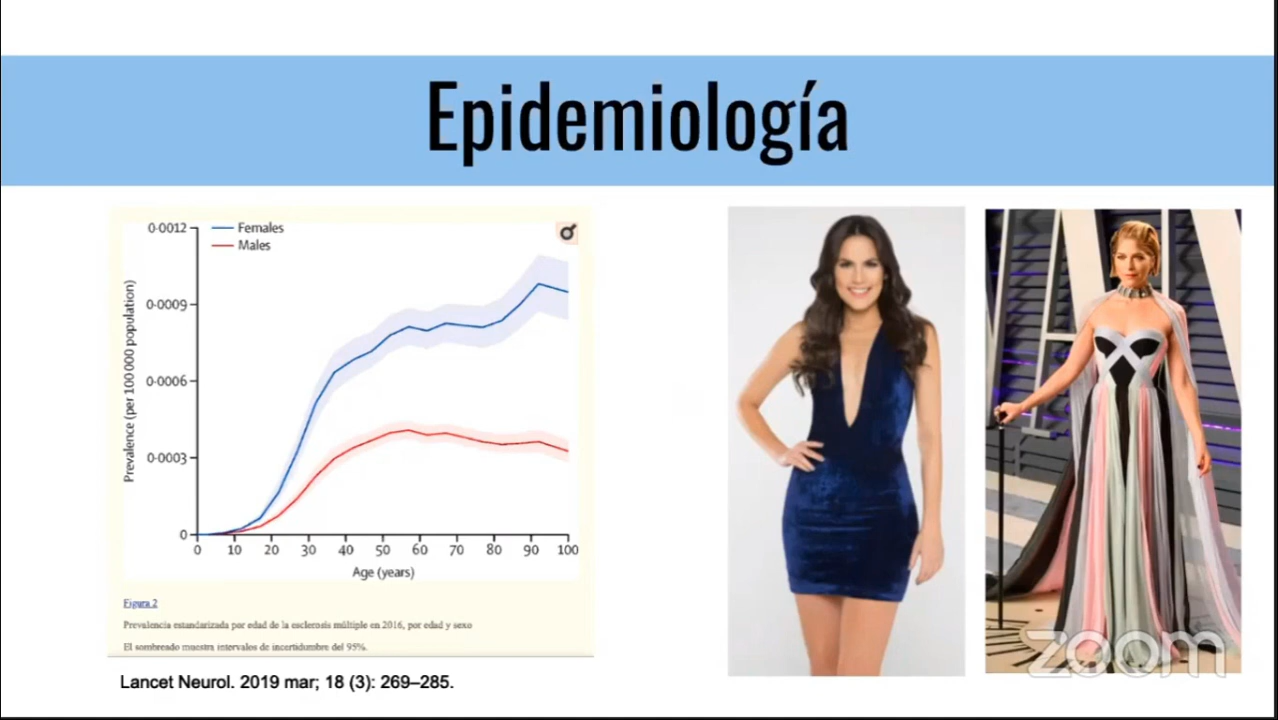 Epidemiología
0·0012
0·0009
0·0006
0·0003
0
Females
Males
Prevalence (per 100 000 population)
0 10 20 30 40 50 60 70 80 90 100
Age (years)
Figura 2
Prevalencia estandarizada por edad de la esclerosis múltiple en 2016, por edad y sexo
El sombreado muestra intervalos de incertidumbre del 95%.
Lancet Neurol. 2019 mar; 18 (3): 269–285.
zoom